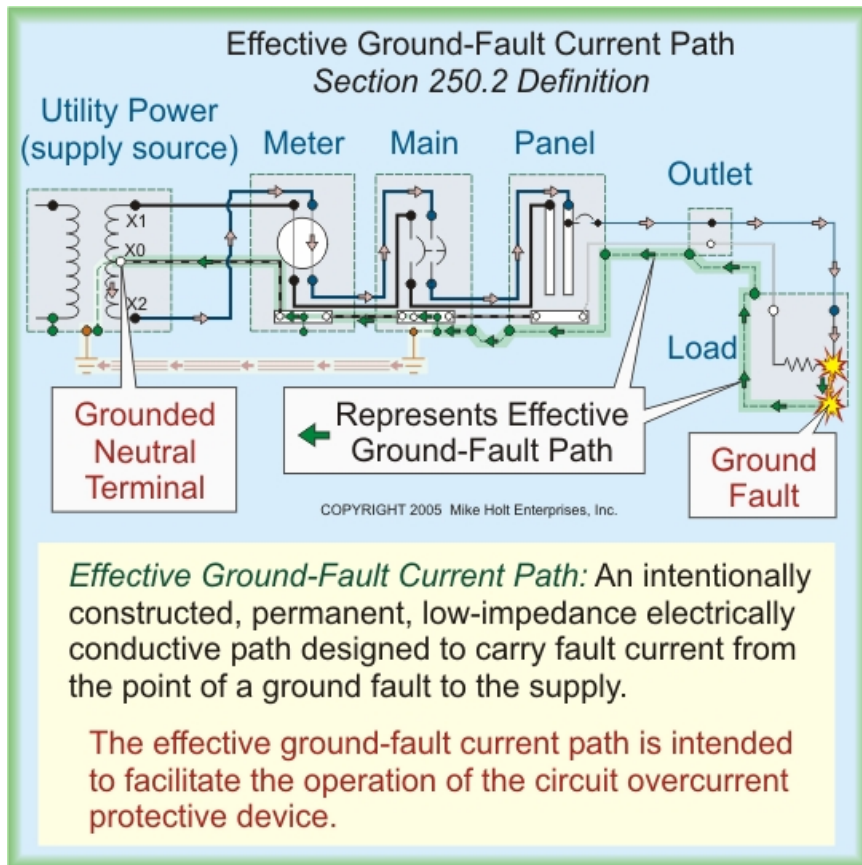 Effective Ground-Fault Current Path
Section 250.2 Definition
Utility Power
(supply source)
Meter
Main
Panel
Outlet
X1
X0
X2
Load
Grounded
Neutral
Terminal
Represents Effective
Ground-Fault Path
Ground
Fault
COPYRIGHT 2005 Mike Holt Enterprises, Inc.
Effective Ground-Fault Current Path: An intentionally
constructed, permanent, low-impedance electrically
conductive path designed to carry fault current from
the point of a ground fault to the supply.
The effective ground-fault current path is intended
to facilitate the operation of the circuit overcurrent
protective device.